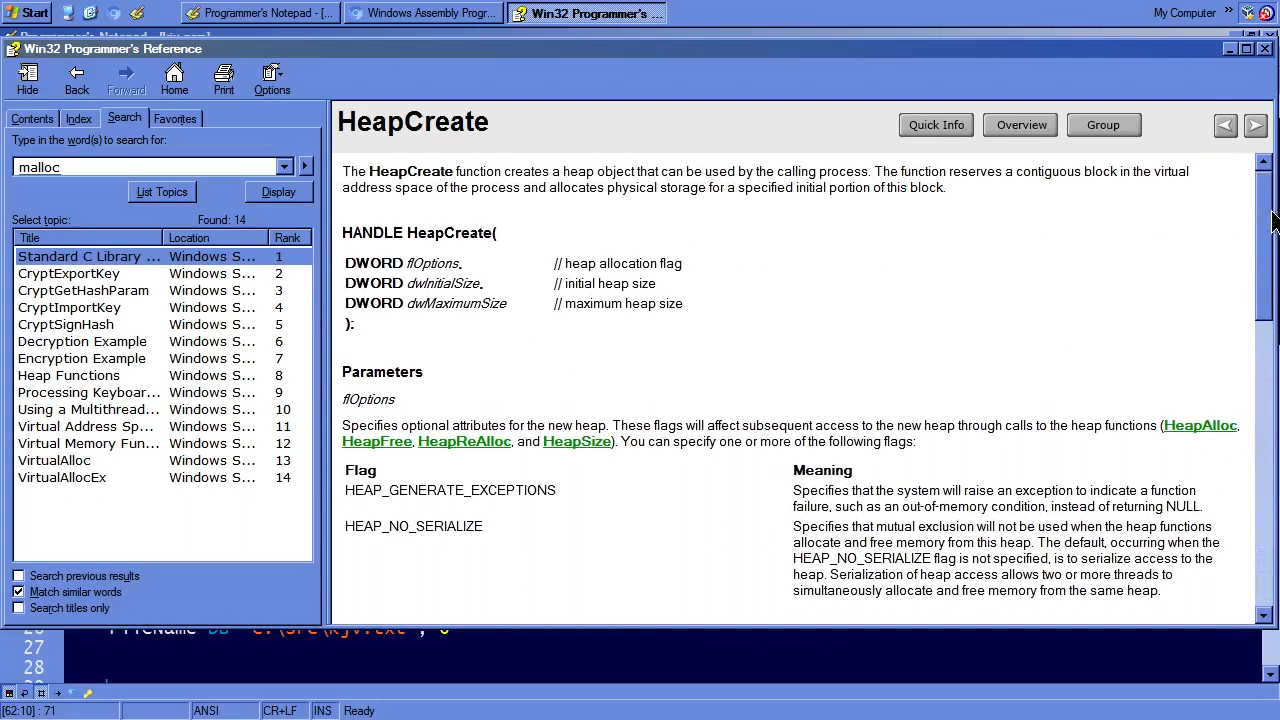 Start
Programmer's Notepad - [...
Windows Assembly Progr...
Win32 Programmer's ...
My Computer
»
Win32 Programmer's Reference
Hide
Back
Forward
Home
Print
Options
Contents
Index
Search
Favorites
Type in the word(s) to search for:
malloc
List Topics
Display
Select topic:
Found: 14
Title Location Rank
Standard C Library ... Windows S... 1
CryptExportKey Windows S... 2
CryptGetHashParam Windows S... 3
CryptImportKey Windows S... 4
CryptSignHash Windows S... 5
Decryption Example Windows S... 6
Encryption Example Windows S... 7
Heap Functions Windows S... 8
Processing Keyboar... Windows S... 9
Using a Multithread... Windows S... 10
Virtual Address Sp... Windows S... 11
Virtual Memory Fun... Windows S... 12
VirtualAlloc Windows S... 13
VirtualAllocEx Windows S... 14
Search previous results
Match similar words
Search titles only
HeapCreate
Quick Info
Overview
Group
The HeapCreate function creates a heap object that can be used by the calling process. The function reserves a contiguous block in the virtual
address space of the process and allocates physical storage for a specified initial portion of this block.
HANDLE HeapCreate(
DWORD flOptions, // heap allocation flag
DWORD dwInitialSize, // initial heap size
DWORD dwMaximumSize // maximum heap size
);
Parameters
flOptions
Specifies optional attributes for the new heap. These flags will affect subsequent access to the new heap through calls to the heap functions (HeapAlloc,
HeapFree, HeapReAlloc, and HeapSize). You can specify one or more of the following flags:
Flag Meaning
HEAP_GENERATE_EXCEPTIONS Specifies that the system will raise an exception to indicate a function
failure, such as an out-of-memory condition, instead of returning NULL.
HEAP_NO_SERIALIZE Specifies that mutual exclusion will not be used when the heap functions
allocate and free memory from this heap. The default, occurring when the
HEAP_NO_SERIALIZE flag is not specified, is to serialize access to the
heap. Serialization of heap access allows two or more threads to
simultaneously allocate and free memory from the same heap.
27
28
[62:10] : 71
ANSI
CR+LF
INS
Ready